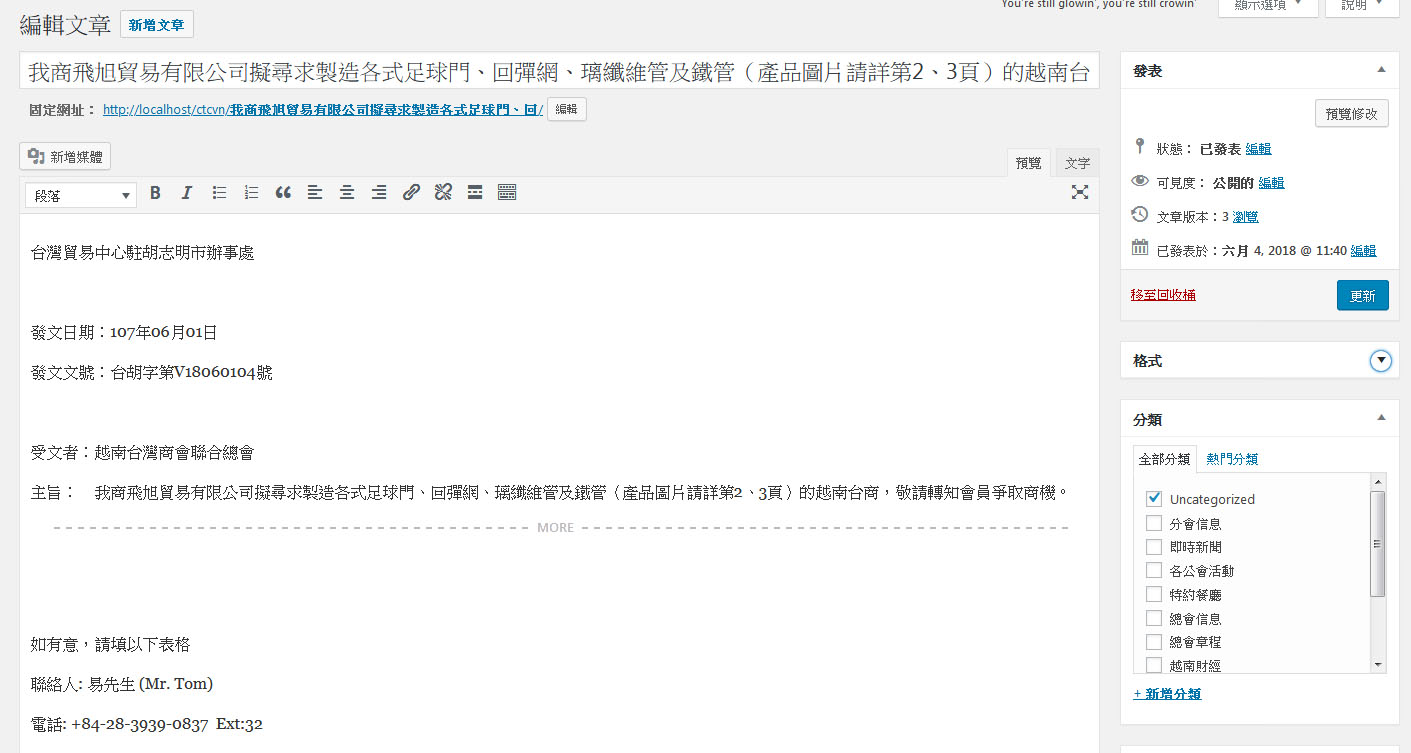 You're still glowin', you're still crowin'
顯示選項
說明
編輯文章 新增文章
我商飛旭貿易有限公司擬尋求製造各式足球門、回彈網、璃纖維管及鐵管（產品圖片請詳第2、3頁）的越南台
固定網址： http://localhost/ctcvn/我商飛旭貿易有限公司擬尋求製造各式足球門、回/ 編輯
新增媒體
預覽 文字
段落
台灣貿易中心駐胡志明市辦事處
發文日期：107年06月01日
發文文號：台胡字第V18060104號
受文者：越南台灣商會聯合總會
主旨： 我商飛旭貿易有限公司擬尋求製造各式足球門、回彈網、璃纖維管及鐵管（產品圖片請詳第2、3頁）的越南台商，敬請轉知會員爭取商機。
MORE
如有意，請填以下表格
聯絡人: 易先生 (Mr. Tom)
電話: +84-28-3939-0837 Ext:32
發表
預覽修改
狀態： 已發表 編輯
可見度： 公開的 編輯
文章版本：3 瀏覽
已發表於：六月 4, 2018 @ 11:40 編輯
移至回收桶 更新
格式
分類
全部分類 熱門分類
Uncategorized
分會信息
即時新聞
各公會活動
特約餐廳
總會信息
總會章程
越南財經
+ 新增分類